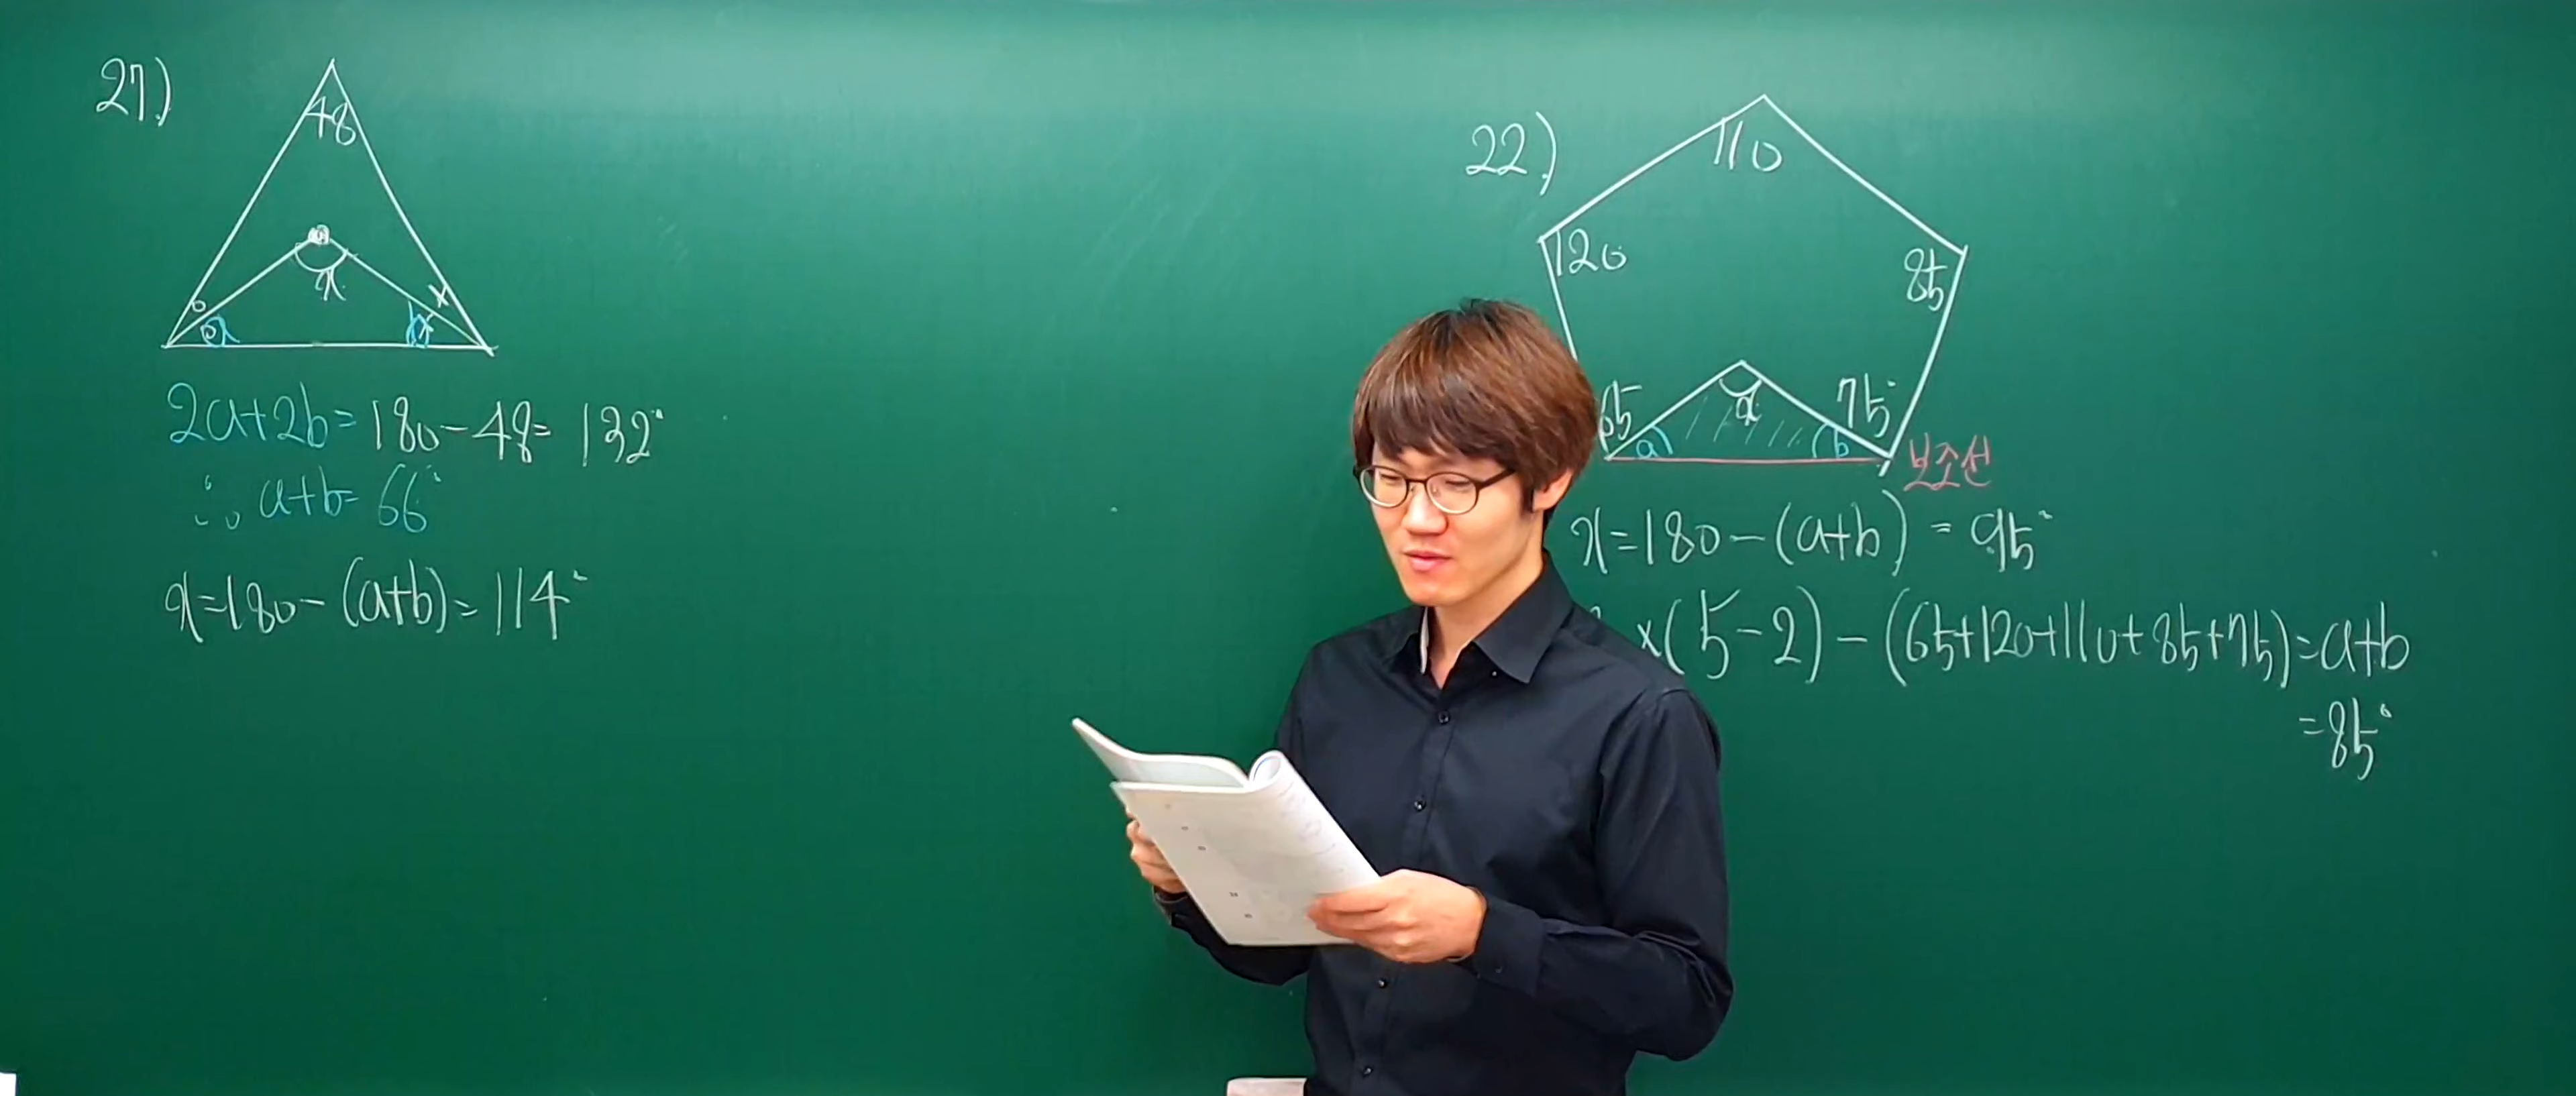 27)
48
x
a
b
2a+2b=180-48=132°
∴ a+b=66°
x=180-(a+b)=114°
22)
110
120
85
65
x
75°
a
b
보조선
x=180-(a+b)=95°
×(5-2)-(65+120+110+85+75)=a+b
=85°